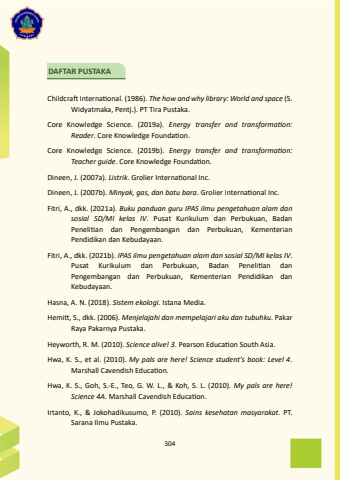 DAFTAR PUSTAKA
Childcraft International. (1986). The how and why library: World and space (S.
Widyatmaka, Pentj.). PT Tira Pustaka.
Core Knowledge Science. (2019a). Energy transfer and transformation:
Reader. Core Knowledge Foundation.
Core Knowledge Science. (2019b). Energy transfer and transformation:
Teacher guide. Core Knowledge Foundation.
Dineen, J. (2007a). Listrik. Grolier International Inc.
Dineen, J. (2007b). Minyak, gas, dan batu bara. Grolier International Inc.
Fitri, A., dkk. (2021a). Buku panduan guru IPAS ilmu pengetahuan alam dan
sosial SD/MI kelas IV. Pusat Kurikulum dan Perbukuan, Badan
Penelitian dan Pengembangan dan Perbukuan, Kementerian
Pendidikan dan Kebudayaan.
Fitri, A., dkk. (2021b). IPAS ilmu pengetahuan alam dan sosial SD/MI kelas IV.
Pusat Kurikulum dan Perbukuan, Badan Penelitian dan
Pengembangan dan Perbukuan, Kementerian Pendidikan dan
Kebudayaan.
Hasna, A. N. (2018). Sistem ekologi. Istana Media.
Hemitt, S., dkk. (2006). Menjelajahi dan mempelajari aku dan tubuhku. Pakar
Raya Pakarnya Pustaka.
Heyworth, R. M. (2010). Science alive! 3. Pearson Education South Asia.
Hwa, K. S., et al. (2010). My pals are here! Science student's book: Level 4.
Marshall Cavendish Education.
Hwa, K. S., Goh, S.-E., Teo, G. W. L., & Koh, S. L. (2010). My pals are here!
Science 4A. Marshall Cavendish Education.
Irtanto, K., & Jokohadikusumo, P. (2010). Sains kesehatan masyarakat. PT.
Sarana Ilmu Pustaka.
304